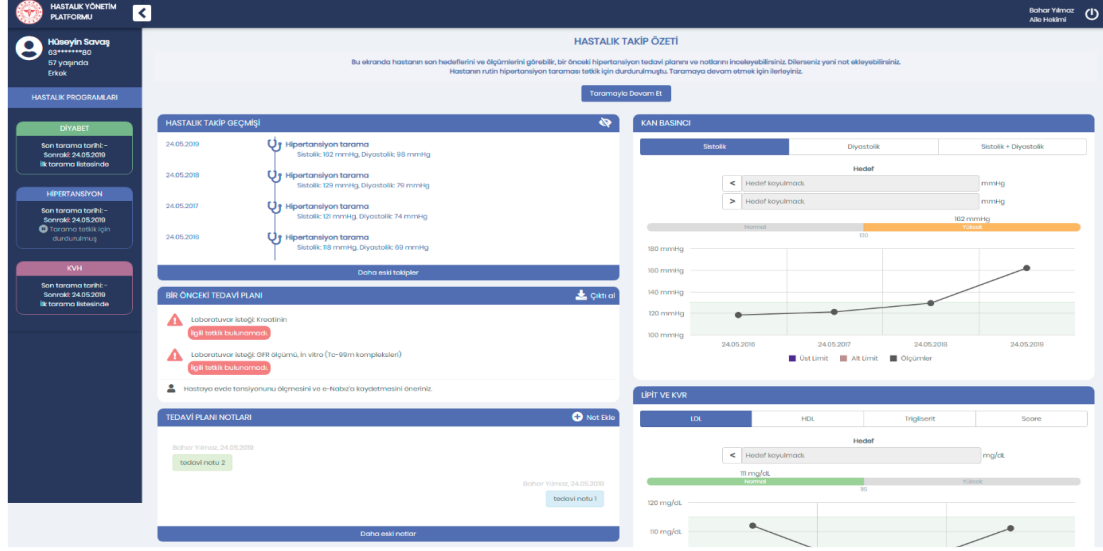 HASTALIK YÖNETİM
PLATFORMU
Bahar Yılmaz
Aile Hekimi
Hüseyin Savaş
63*******80
57 yaşında
Erkek
HASTALIK PROGRAMLARI
DİYABET
Son tarama tarihi: -
Sonraki: 24.05.2019
İlk tarama listesinde
HİPERTANSİYON
Son tarama tarihi: -
Sonraki: 24.05.2019
Tarama tetkik için
durdurulmuş
KVH
Son tarama tarihi: -
Sonraki: 24.05.2019
İlk tarama listesinde
HASTALIK TAKİP ÖZETİ
Bu ekranda hastanın son hedeflerini ve ölçümlerini görebilir, bir önceki hipertansiyon tedavi planını ve notlarını inceleyebilirsiniz. Dilerseniz yeni not ekleyebilirsiniz.
Hastanın rutin hipertansiyon taraması tetkik için durdurulmuştu. Taramaya devam etmek için ilerleyiniz.
Taramayla Devam Et
HASTALIK TAKİP GEÇMİŞİ
24.05.2019 Hipertansiyon tarama
Sistolik: 162 mmHg, Diyastolik: 98 mmHg
24.05.2018 Hipertansiyon tarama
Sistolik: 129 mmHg, Diyastolik: 79 mmHg
24.05.2017 Hipertansiyon tarama
Sistolik: 121 mmHg, Diyastolik: 74 mmHg
24.05.2016 Hipertansiyon tarama
Sistolik: 118 mmHg, Diyastolik: 69 mmHg
Daha eski takipler
BİR ÖNCEKİ TEDAVİ PLANI
Çıktı al
Laboratuvar isteği: Kreatinin
İlgili tetkik bulunamadı.
Laboratuvar isteği: GFR ölçümü, İn vitro (Tc-99m kompleksleri)
İlgili tetkik bulunamadı.
Hastaya evde tansiyonunu ölçmesini ve e-Nabız'a kaydetmesini öneriniz.
TEDAVİ PLANI NOTLARI
Not Ekle
Bahar Yılmaz, 24.05.2019
tedavi notu 2
Bahar Yılmaz, 24.05.2019
tedavi notu 1
Daha eski notlar
KAN BASINCI
Sistolik Diyastolik Sistolik + Diyastolik
Hedef
< Hedef koyulmadı. mmHg
> Hedef koyulmadı. mmHg
162 mmHg
Normal Yüksek
130
180 mmHg
160 mmHg
140 mmHg
120 mmHg
100 mmHg
24.05.2016 24.05.2017 24.05.2018 24.05.2019
Üst Limit Alt Limit Ölçümler
LİPİT VE KVR
LDL HDL Trigliserit Score
Hedef
< Hedef koyulmadı. mg/dL
111 mg/dL
Normal Yüksek
120 mg/dL
110 mg/dL